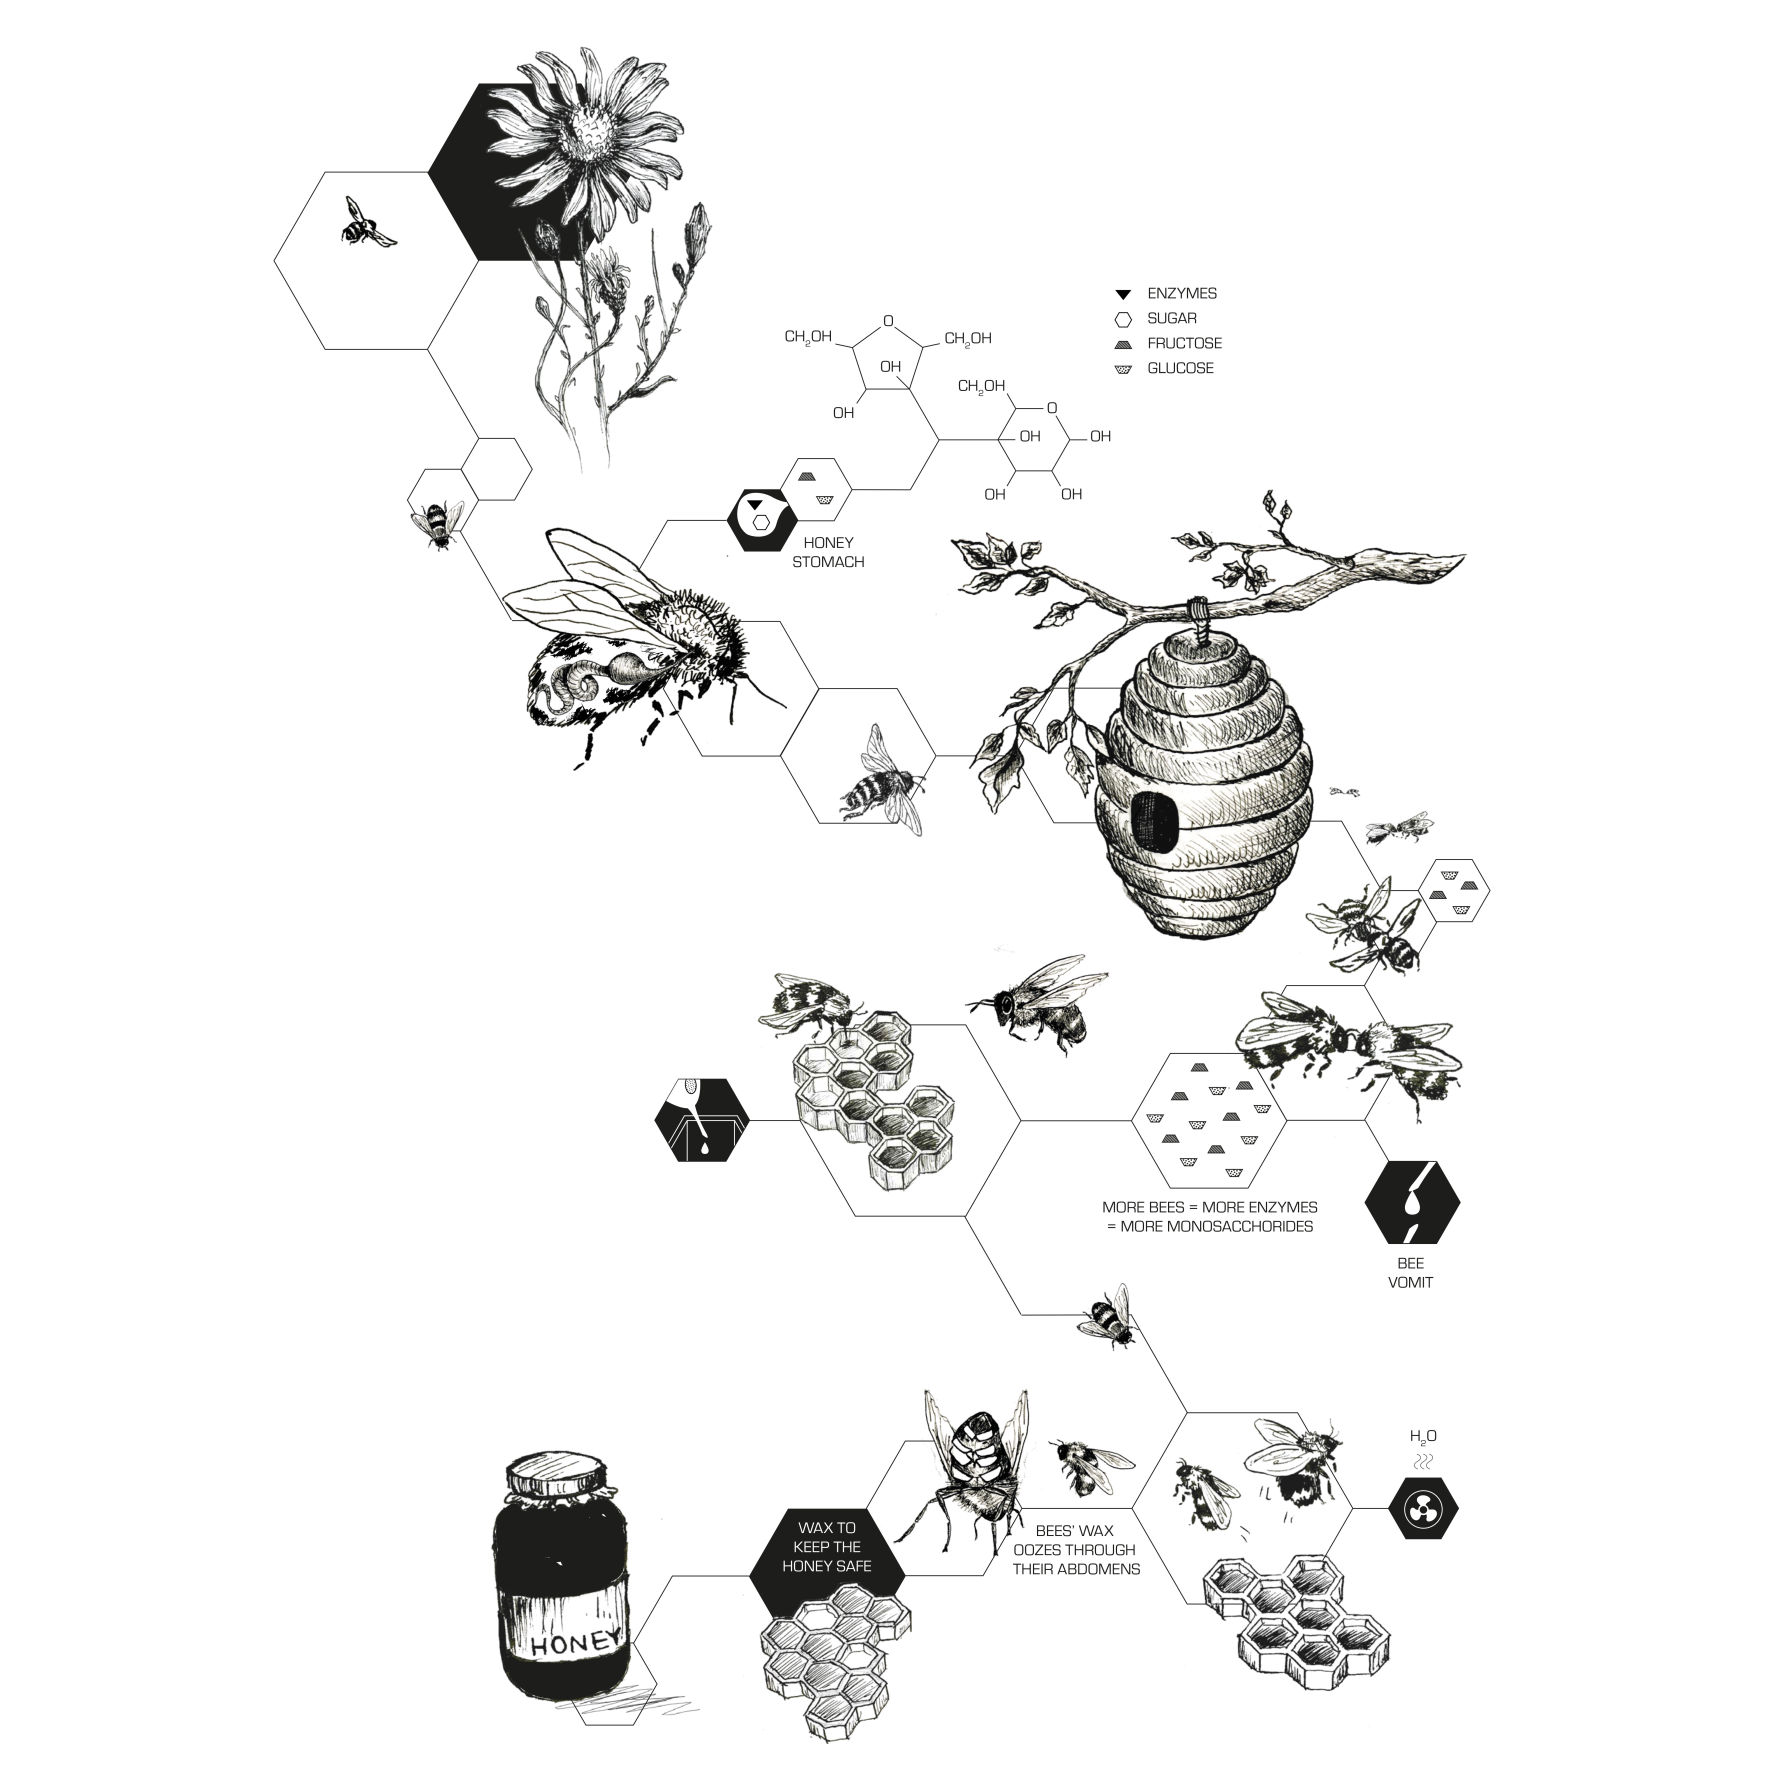 ENZYMES
SUGAR
FRUCTOSE
GLUCOSE
O
CH2OH
CH2OH
OH
OH
CH2OH
O
OH
OH
OH
OH
HONEY
STOMACH
MORE BEES = MORE ENZYMES
= MORE MONOSACCHORIDES
BEE
VOMIT
H2O
WAX TO
KEEP THE
HONEY SAFE
BEES' WAX
OOZES THROUGH
THEIR ABDOMENS
HONEY